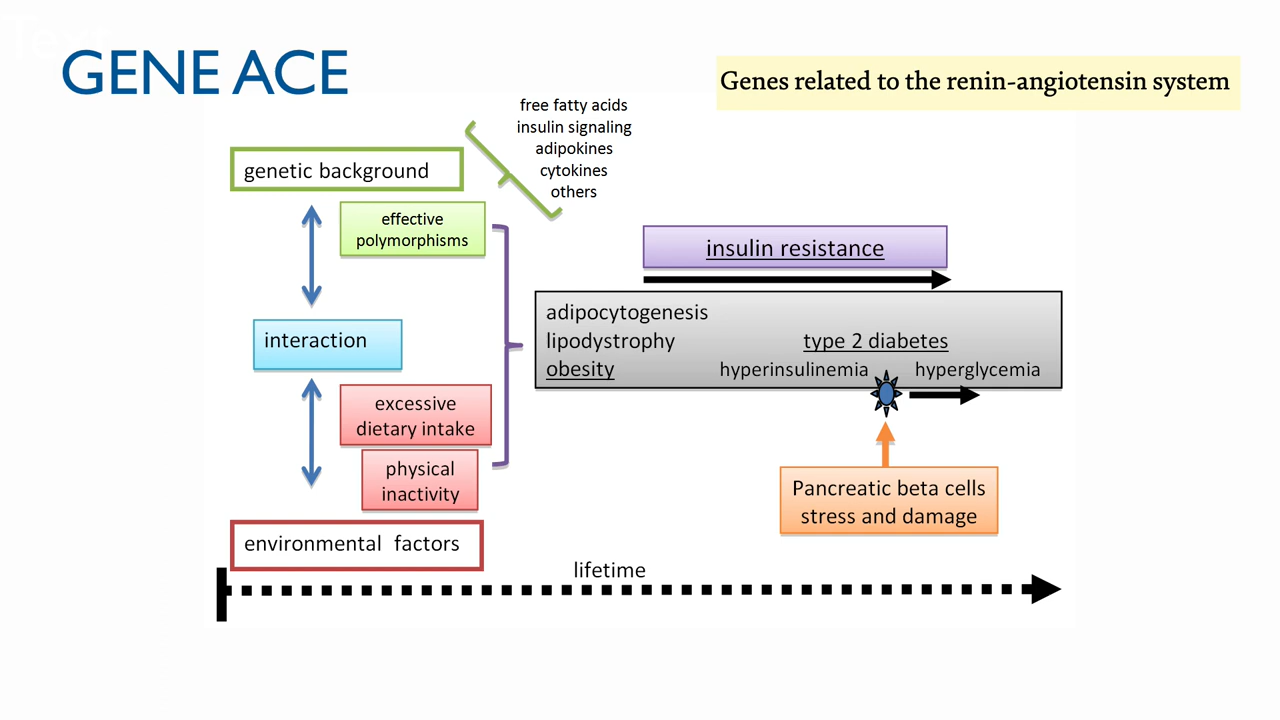 Text
GENE ACE
Genes related to the renin-angiotensin system
free fatty acids
insulin signaling
adipokines
cytokines
others
genetic background
effective
polymorphisms
insulin resistance
interaction
adipocytogenesis
lipodystrophy
type 2 diabetes
obesity
hyperinsulinemia
hyperglycemia
excessive
dietary intake
physical
inactivity
Pancreatic beta cells
stress and damage
environmental factors
lifetime